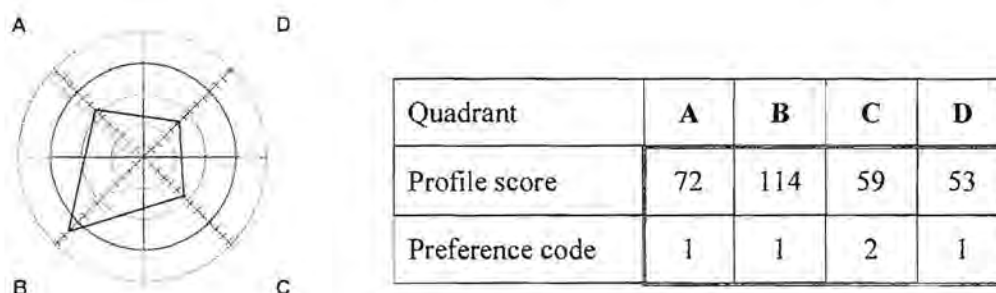 A D
B C
Quadrant A B C D
Profile score 72 114 59 53
Preference code 1 1 2 1